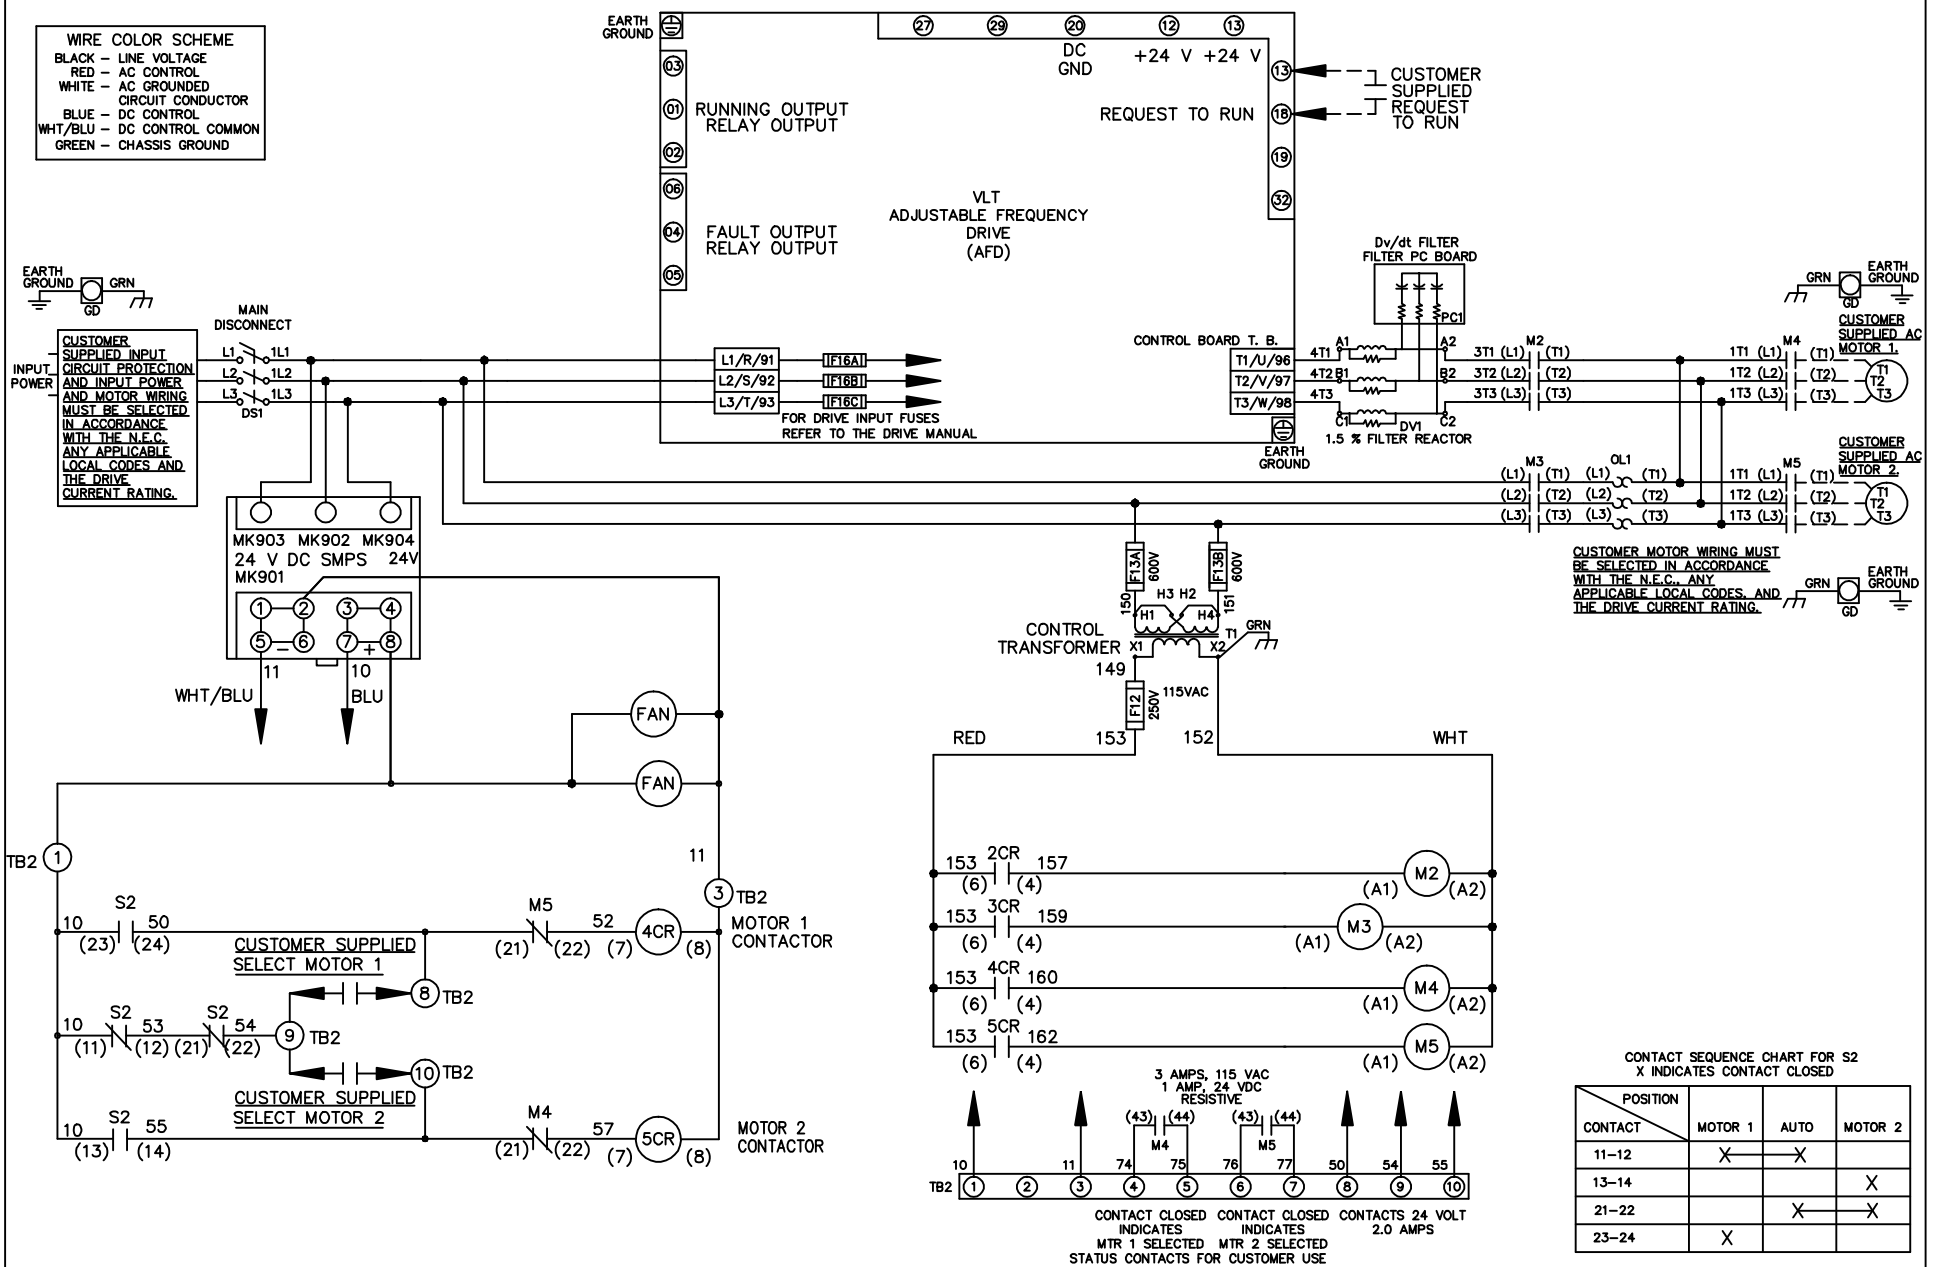 WIRE COLOR SCHEME
BLACK – LINE VOLTAGE
RED – AC CONTROL
WHITE – AC GROUNDED
CIRCUIT CONDUCTOR
BLUE – DC CONTROL
WHT/BLU – DC CONTROL COMMON
GREEN – CHASSIS GROUND
EARTH
GROUND
27 29 20 12 13
DC
GND
+24 V +24 V
03
01
02
RUNNING OUTPUT
RELAY OUTPUT
06
04
05
FAULT OUTPUT
RELAY OUTPUT
VLT
ADJUSTABLE FREQUENCY
DRIVE
(AFD)
REQUEST TO RUN
13
18
19
32
CUSTOMER
SUPPLIED
REQUEST
TO RUN
EARTH
GROUND
GRN
GD
INPUT
POWER
CUSTOMER
SUPPLIED INPUT
CIRCUIT PROTECTION
AND INPUT POWER
AND MOTOR WIRING
MUST BE SELECTED
IN ACCORDANCE
WITH THE N.E.C.
ANY APPLICABLE
LOCAL CODES AND
THE DRIVE
CURRENT RATING.
MAIN
DISCONNECT
L1 1L1
L2 1L2
L3 1L3
DS1
L1/R/91 F16A
L2/S/92 F16B
L3/T/93 F16C
FOR DRIVE INPUT FUSES
REFER TO THE DRIVE MANUAL
CONTROL BOARD T. B.
T1/U/96
T2/V/97
T3/W/98
EARTH
GROUND
Dv/dt FILTER
FILTER PC BOARD
PC1
4T1 A1 A2
4T2 B1 B2
4T3 C1 C2
DV1
1.5 % FILTER REACTOR
M2
3T1 (L1) (T1)
3T2 (L2) (T2)
3T3 (L3) (T3)
M4
1T1 (L1) (T1)
1T2 (L2) (T2)
1T3 (L3) (T3)
GRN
GD
EARTH
GROUND
CUSTOMER
SUPPLIED AC
MOTOR 1.
T1
T2
T3
M3 OL1
(L1) (T1) (L1) (T1)
(L2) (T2) (L2) (T2)
(L3) (T3) (L3) (T3)
M5
1T1 (L1) (T1)
1T2 (L2) (T2)
1T3 (L3) (T3)
CUSTOMER
SUPPLIED AC
MOTOR 2.
T1
T2
T3
CUSTOMER MOTOR WIRING MUST
BE SELECTED IN ACCORDANCE
WITH THE N.E.C., ANY
APPLICABLE LOCAL CODES, AND
THE DRIVE CURRENT RATING.
GRN
GD
EARTH
GROUND
MK903 MK902 MK904
24 V DC SMPS 24V
MK901
1 2 3 4
5 – 6 7 + 8
11
10
WHT/BLU
BLU
FAN
FAN
F13A
600V
F13B
600V
150
151
H3 H2
H1 H4
CONTROL
TRANSFORMER
X1 X2
T1
GRN
149
F12
250V
115VAC
153 152
RED WHT
TB2 1
11
3 TB2
S2
10 50
(23) (24)
M5
(21) (22)
52
(7) 4CR (8)
MOTOR 1
CONTACTOR
CUSTOMER SUPPLIED
SELECT MOTOR 1
8 TB2
S2 S2
10 53 54
(11) (12) (21) (22)
9 TB2
10 TB2
CUSTOMER SUPPLIED
SELECT MOTOR 2
S2
10 55
(13) (14)
M4
(21) (22)
57
(7) 5CR (8)
MOTOR 2
CONTACTOR
2CR
153 157
(6) (4)
(A1) M2 (A2)
3CR
153 159
(6) (4)
(A1) M3 (A2)
4CR
153 160
(6) (4)
(A1) M4 (A2)
5CR
153 162
(6) (4)
(A1) M5 (A2)
3 AMPS, 115 VAC
1 AMP, 24 VDC
RESISTIVE
(43) (44) (43) (44)
M4 M5
10 11 74 75 76 77 50 54 55
TB2 1 2 3 4 5 6 7 8 9 10
CONTACT CLOSED
INDICATES
MTR 1 SELECTED
CONTACT CLOSED
INDICATES
MTR 2 SELECTED
STATUS CONTACTS FOR CUSTOMER USE
CONTACTS 24 VOLT
2.0 AMPS
CONTACT SEQUENCE CHART FOR S2
X INDICATES CONTACT CLOSED
POSITION
CONTACT MOTOR 1 AUTO MOTOR 2
11–12 X X
13–14 X
21–22 X X
23–24 X